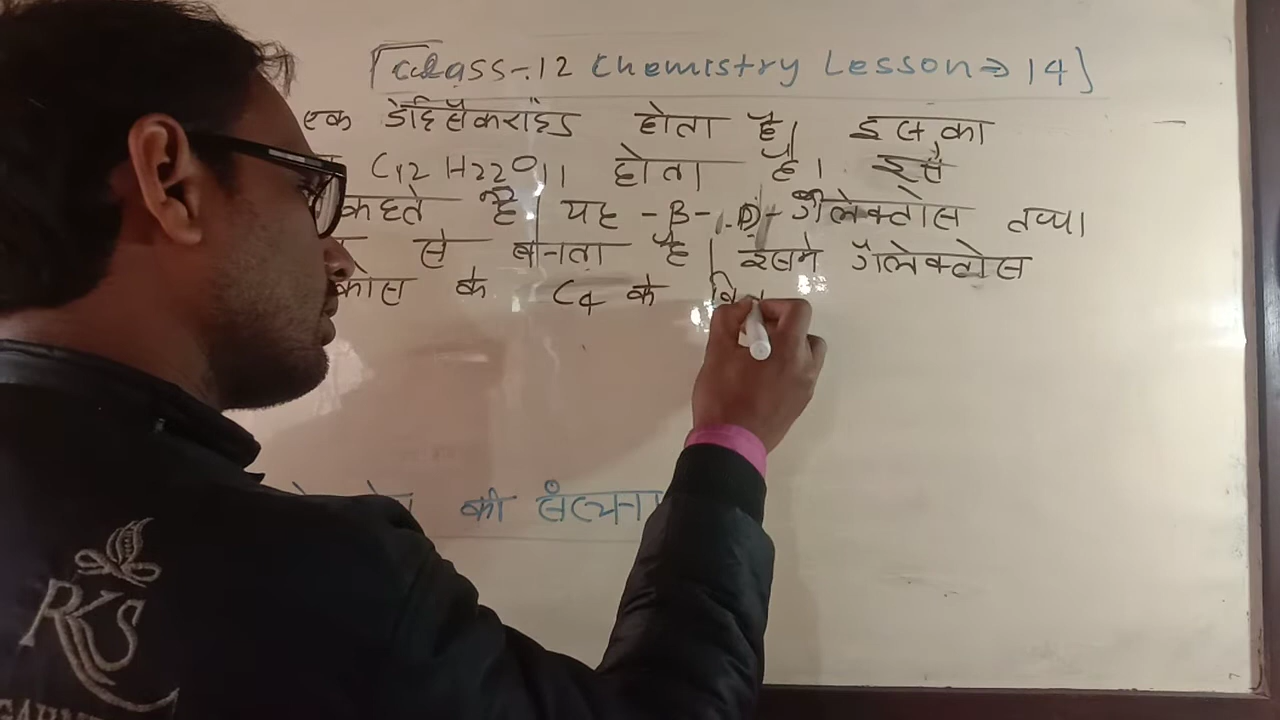 Class-12 Chemistry Lesson⇒14
एक डाईसैकराइड होता है। इसका
C12H22O11 होता है। इसे
कहते हैं। यह -β- D- गैलेक्टोस तथा
से बनता है। इसमे गैलेक्टोस
कोस के C4 के
की संरचना
RKS